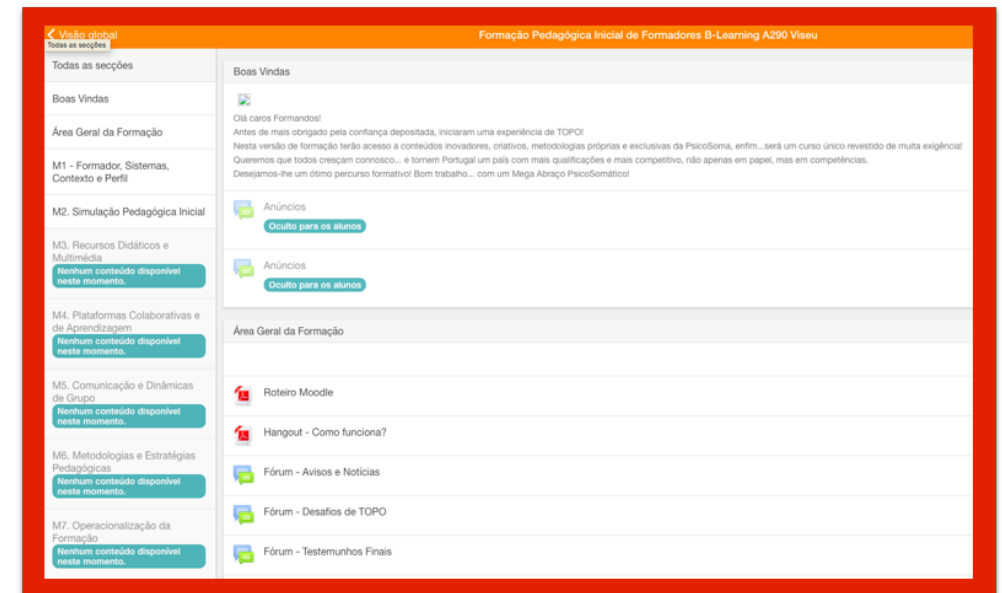 Visão global
Formação Pedagógica Inicial de Formadores B-Learning A290 Viseu
Todas as secções
Todas as secções
Boas Vindas
Área Geral da Formação
M1 - Formador, Sistemas,
Contexto e Perfil
M2. Simulação Pedagógica Inicial
M3. Recursos Didáticos e
Multimédia
Nenhum conteúdo disponível
neste momento.
M4. Plataformas Colaborativas e
de Aprendizagem
Nenhum conteúdo disponível
neste momento.
M5. Comunicação e Dinâmicas
de Grupo
Nenhum conteúdo disponível
neste momento.
M6. Metodologias e Estratégias
Pedagógicas
Nenhum conteúdo disponível
neste momento.
M7. Operacionalização da
Formação
Nenhum conteúdo disponível
neste momento.
Boas Vindas
Olà caros Formandos!
Antes de mais obrigado pela confiança depositada, iniciaram uma experiência de TOPO!
Nesta versão de formação terão acesso a conteúdos inovadores, criativos, metodologias próprias e exclusivas da PsicoSoma, enfim...será um curso único revestido de muita exigência!
Queremos que todos cresçam connosco... e tornem Portugal um país com mais qualificações e mais competitivo, não apenas em papel, mas em competências.
Desejamos-lhe um ótimo percurso formativo! Bom trabalho... com um Mega Abraço PsicoSomático!
Anúncios
Oculto para os alunos
Anúncios
Oculto para os alunos
Área Geral da Formação
Roteiro Moodle
Hangout - Como funciona?
Fórum - Avisos e Notícias
Fórum - Desafios de TOPO
Fórum - Testemunhos Finais